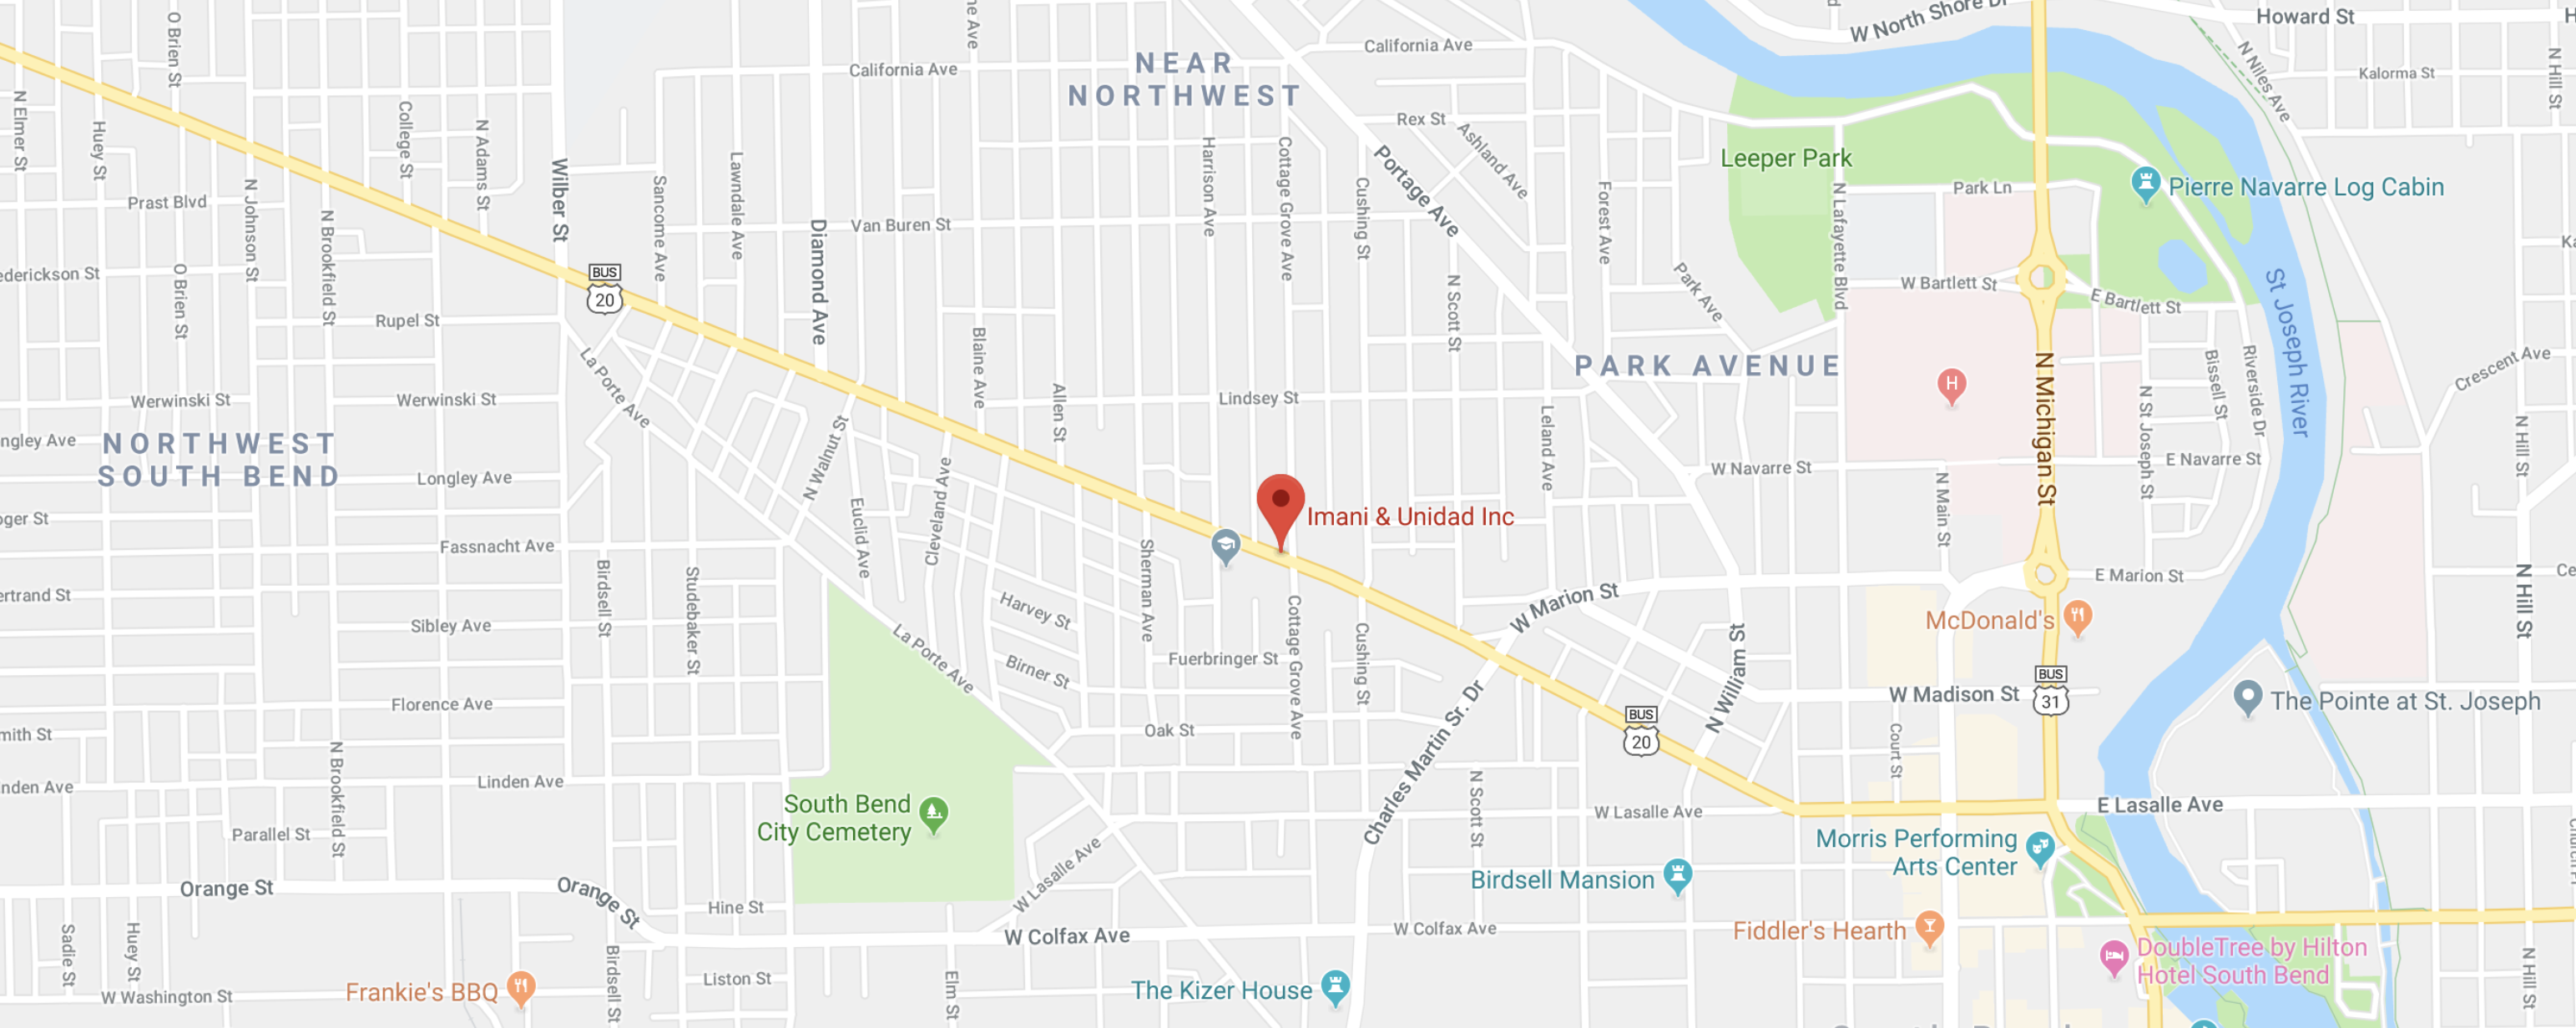 O Brien St
ne Ave
California Ave
California Ave
NEAR
NORTHWEST
W North Shore Dr
Howard St
N Niles Ave
Kalorma St
N Hill St
N Elmer St
Huey St
College St
N Adams St
Wilber St
Lawndale Ave
Sancome Ave
Harrison Ave
Cottage Grove Ave
Cushing St
Rex St
Ashland Ave
Portage Ave
Forest Ave
Leeper Park
N Lafayette Blvd
Park Ln
Pierre Navarre Log Cabin
Prast Blvd
N Johnson St
N Brookfield St
Diamond Ave
Van Buren St
N Scott St
Park Ave
W Bartlett St
E Bartlett St
St Joseph River
ederickson St
O Brien St
BUS
20
Rupel St
La Porte Ave
Blaine Ave
Allen St
Lindsey St
PARK AVENUE
H
N Michigan St
Bissell St
Riverside Dr
Crescent Ave
Werwinski St
Werwinski St
ngley Ave
NORTHWEST
SOUTH BEND
Longley Ave
N Walnut St
Euclid Ave
Cleveland Ave
Leland Ave
W Navarre St
E Navarre St
N St Joseph St
N Main St
N Hill St
oger St
Fassnacht Ave
Imani & Unidad Inc
Sherman Ave
ertrand St
Birdsell St
Studebaker St
Harvey St
W Marion St
E Marion St
Ce
N Hill St
Sibley Ave
La Porte Ave
Birner St
Fuerbringer St
Cottage Grove Ave
Cushing St
McDonald's
N William St
BUS
31
W Madison St
The Pointe at St. Joseph
Florence Ave
mith St
Oak St
Charles Martin Sr. Dr
BUS
20
Court St
N Brookfield St
nden Ave
Linden Ave
South Bend
City Cemetery
N Scott St
W Lasalle Ave
E Lasalle Ave
Parallel St
W Lasalle Ave
Morris Performing
Arts Center
Birdsell Mansion
Orange St
Orange St
Hine St
W Colfax Ave
W Colfax Ave
Fiddler's Hearth
DoubleTree by Hilton
Hotel South Bend
Sadie St
Huey St
Birdsell St
Liston St
Elm St
N Hill St
W Washington St
Frankie's BBQ
The Kizer House